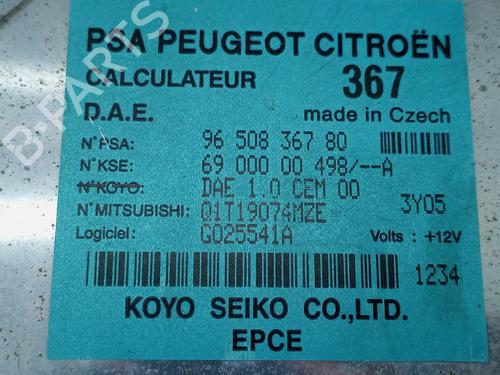 PSA PEUGEOT CITROËN
CALCULATEUR 367
D.A.E. made in Czech
N°PSA: 96 508 367 80
N°KSE: 69 000 00 498/--A
N°KOYO: DAE 1.0 CEM 00
N°MITSUBISHI: Q1T19074MZE 3Y05
Logiciel: G025541A Volts : +12V
1234
KOYO SEIKO CO.,LTD.
EPCE
B-PARTS